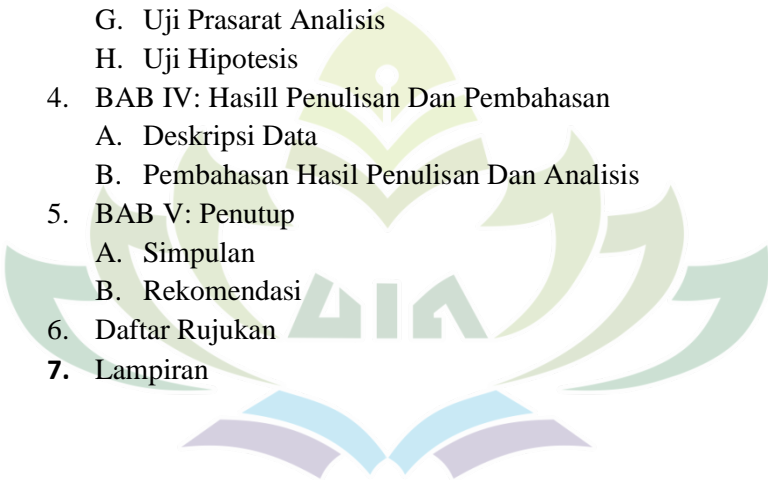 G. Uji Prasarat Analisis
H. Uji Hipotesis
4. BAB IV: Hasill Penulisan Dan Pembahasan
A. Deskripsi Data
B. Pembahasan Hasil Penulisan Dan Analisis
5. BAB V: Penutup
A. Simpulan
B. Rekomendasi
UIN
6. Daftar Rujukan
7. Lampiran